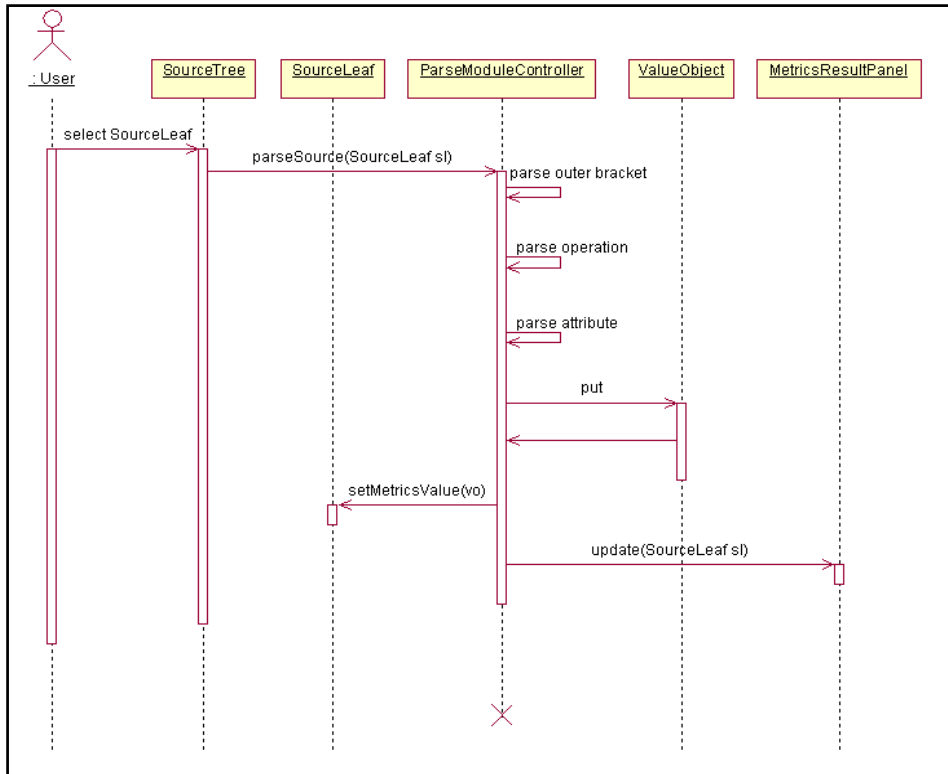 : User
SourceTree
SourceLeaf
ParseModuleController
ValueObject
MetricsResultPanel
select SourceLeaf
parseSource(SourceLeaf sl)
parse outer bracket
parse operation
parse attribute
put
setMetricsValue(vo)
update(SourceLeaf sl)